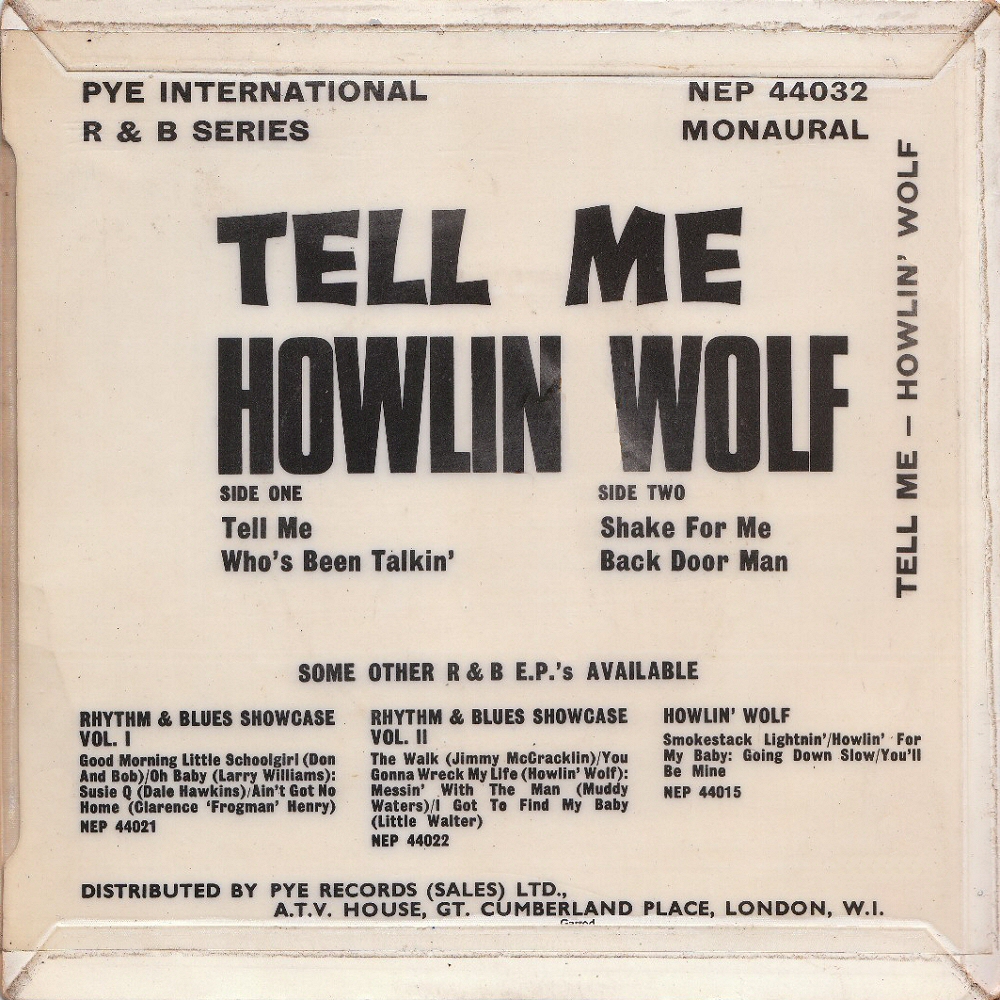 PYE INTERNATIONAL
R & B SERIES
NEP 44032
MONAURAL
TELL ME
HOWLIN WOLF
SIDE ONE
Tell Me
Who's Been Talkin'
SIDE TWO
Shake For Me
Back Door Man
TELL ME – HOWLIN' WOLF
SOME OTHER R & B E.P.'s AVAILABLE
RHYTHM & BLUES SHOWCASE
VOL. I
Good Morning Little Schoolgirl (Don
And Bob)/Oh Baby (Larry Williams):
Susie Q (Dale Hawkins)/Ain't Got No
Home (Clarence 'Frogman' Henry)
NEP 44021
RHYTHM & BLUES SHOWCASE
VOL. II
The Walk (Jimmy McCracklin)/You
Gonna Wreck My Life (Howlin' Wolf):
Messin' With The Man (Muddy
Waters)/I Got To Find My Baby
(Little Walter)
NEP 44022
HOWLIN' WOLF
Smokestack Lightnin'/Howlin' For
My Baby: Going Down Slow/You'll
Be Mine
NEP 44015
DISTRIBUTED BY PYE RECORDS (SALES) LTD.,
A.T.V. HOUSE, GT. CUMBERLAND PLACE, LONDON, W.I.